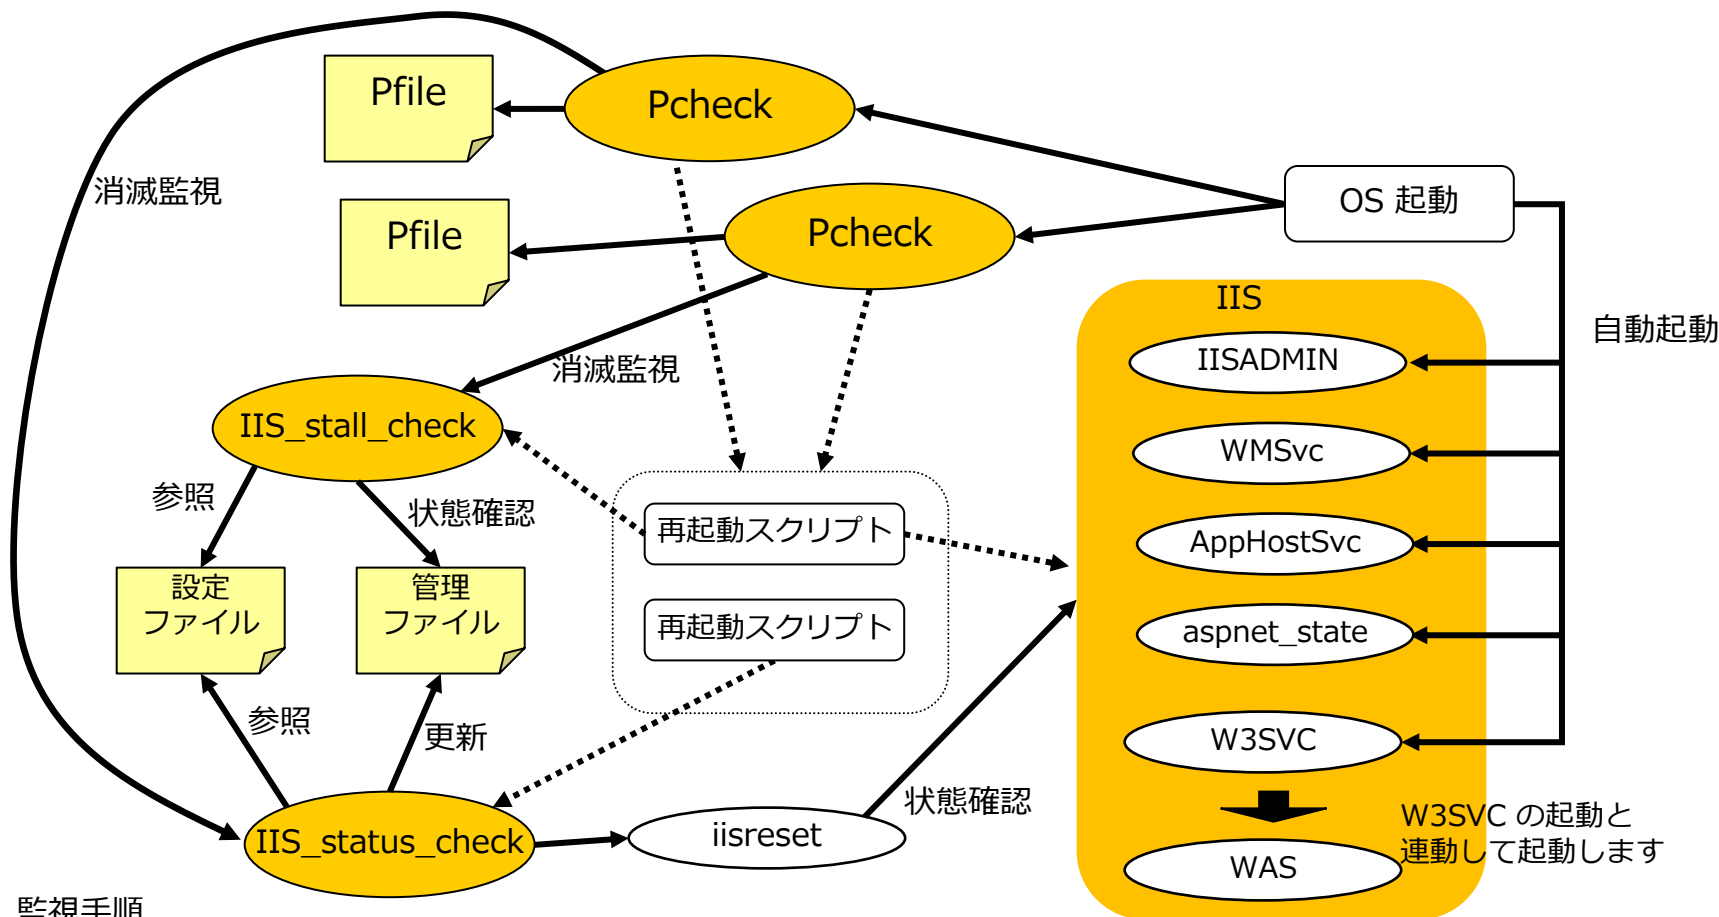 Pfile
Pcheck
消滅監視
OS 起動
Pfile
Pcheck
IIS
自動起動
IISADMIN
消滅監視
IIS_stall_check
WMSvc
参照
状態確認
再起動スクリプト
AppHostSvc
設定
ファイル
管理
ファイル
再起動スクリプト
aspnet_state
参照
更新
W3SVC
状態確認
W3SVC の起動と
連動して起動します
IIS_status_check
iisreset
WAS
監視手順